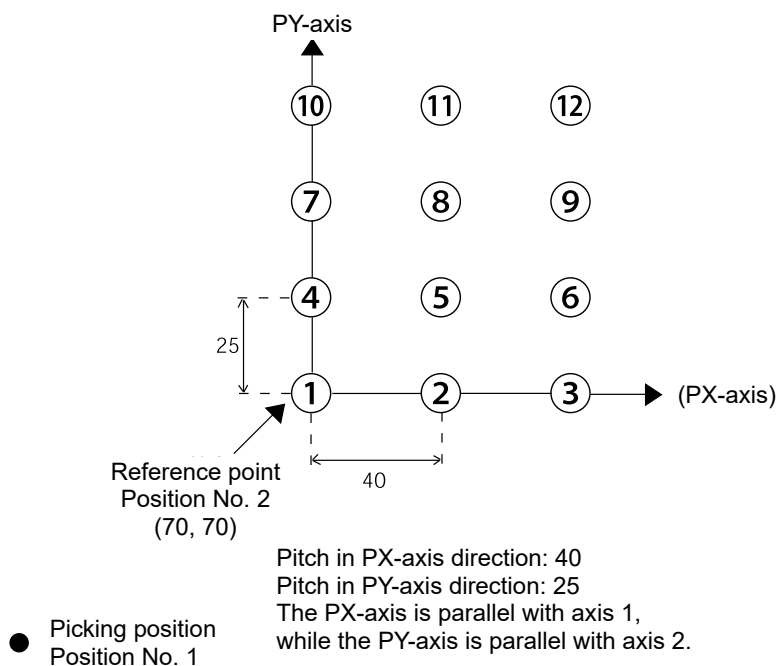 PY-axis
10 11 12
7 8 9
4 5 6
25
1 2 3 (PX-axis)
Reference point
Position No. 2
(70, 70)
40
Pitch in PX-axis direction: 40
Pitch in PY-axis direction: 25
The PX-axis is parallel with axis 1,
while the PY-axis is parallel with axis 2.
Picking position
Position No. 1